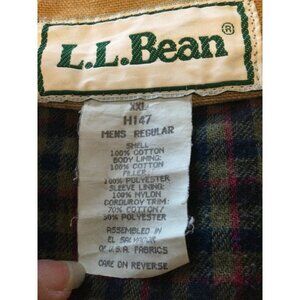 L.L.Bean®
XXL
H147
MENS REGULAR
SHELL
100% COTTON
BODY LINING:
100% COTTON
FILLER
100% POLYESTER
SLEEVE LINING:
100% NYLON
CORDUROY TRIM:
70% COTTON/
30% POLYESTER
ASSEMBLED IN
EL SALVADOR
OF U.S.A. FABRICS
CARE ON REVERSE